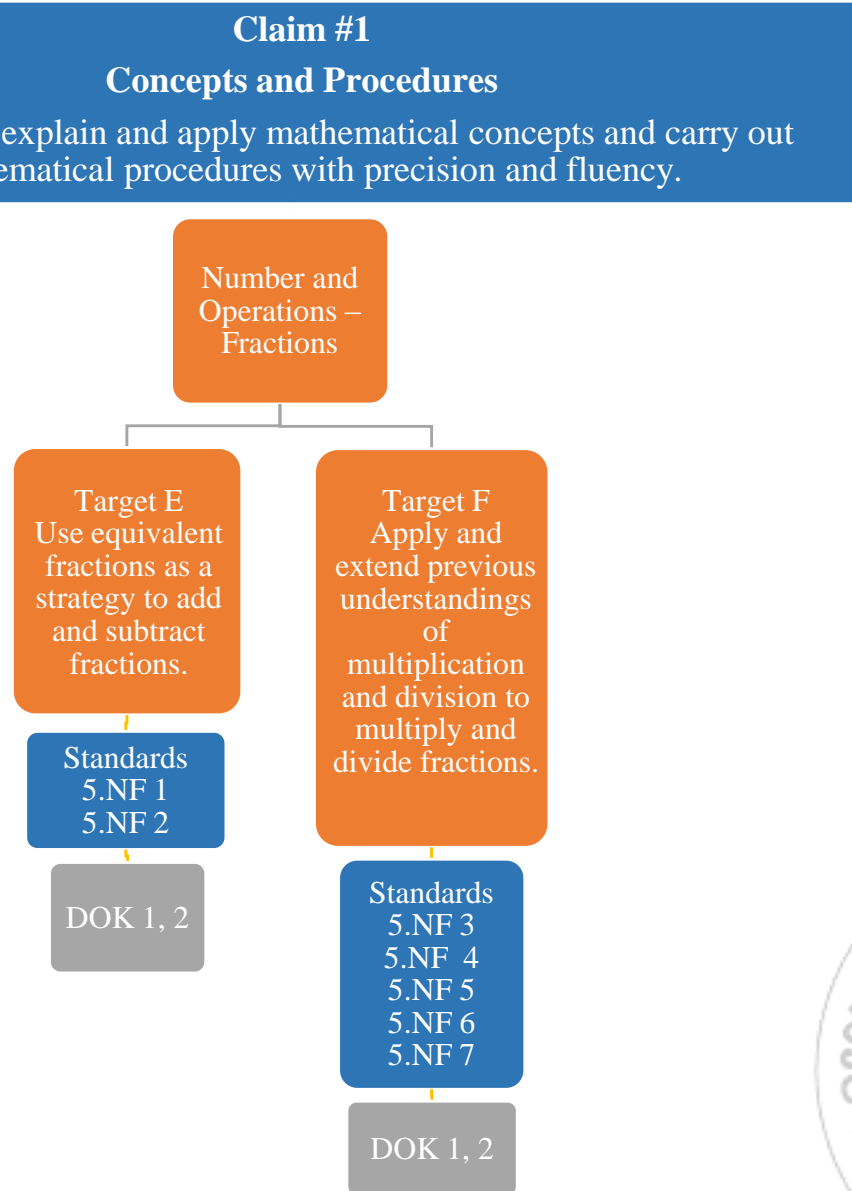 Claim #1
Concepts and Procedures
explain and apply mathematical concepts and carry out
ematical procedures with precision and fluency.
Number and
Operations –
Fractions
Target E
Use equivalent
fractions as a
strategy to add
and subtract
fractions.
Standards
5.NF 1
5.NF 2
DOK 1, 2
Target F
Apply and
extend previous
understandings
of
multiplication
and division to
multiply and
divide fractions.
Standards
5.NF 3
5.NF 4
5.NF 5
5.NF 6
5.NF 7
DOK 1, 2